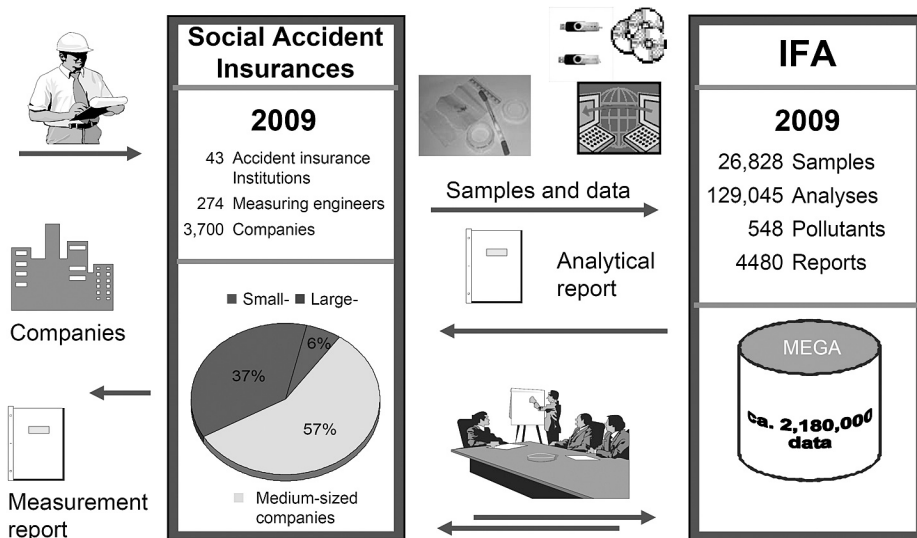 Social Accident
Insurances
2009
43 Accident insurance
Institutions
274 Measuring engineers
3,700 Companies
Small- Large-
6%
37%
57%
Medium-sized
companies
Companies
Measurement
report
Samples and data
Analytical
report
IFA
2009
26,828 Samples
129,045 Analyses
548 Pollutants
4480 Reports
MEGA
ca. 2,180,000
data